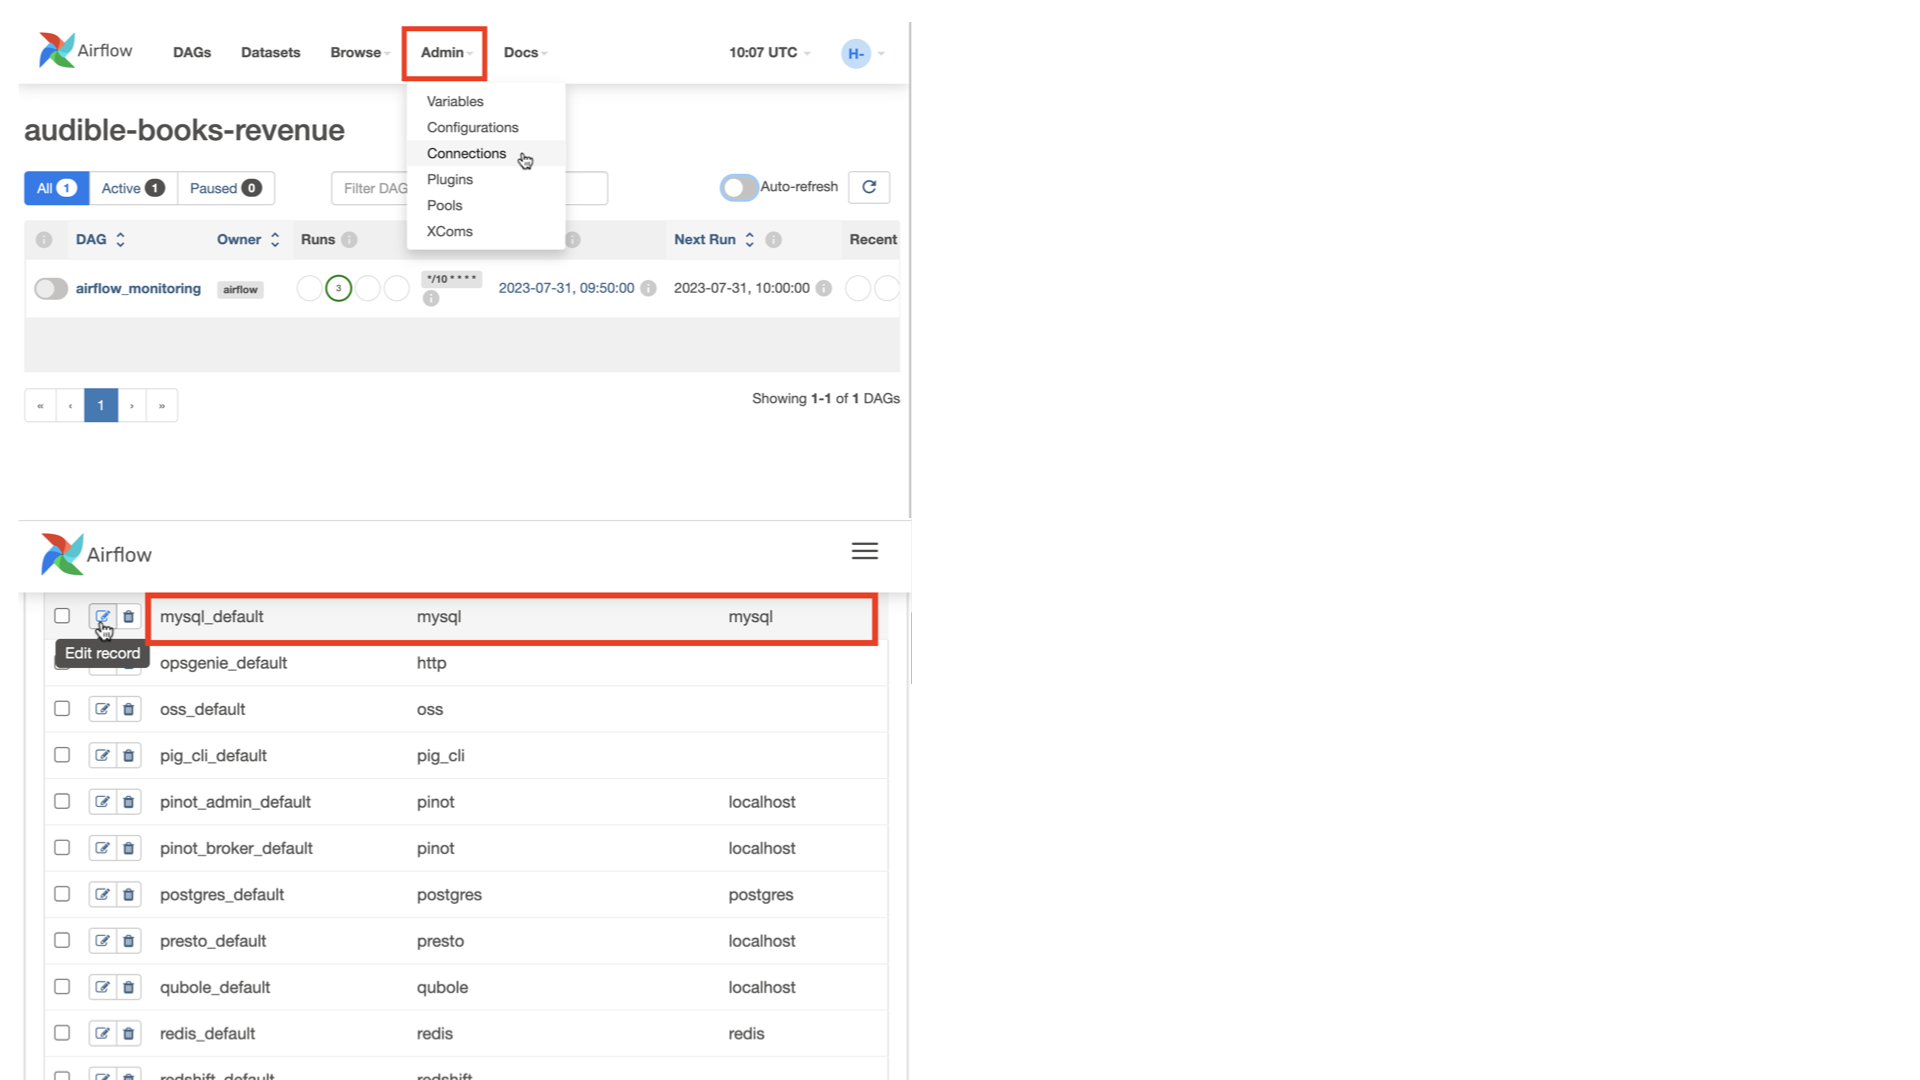 Airflow DAGs Datasets Browse Admin Docs 10:07 UTC H-
Variables
Configurations
Connections
Plugins
Pools
XComs
audible-books-revenue
All 1 Active 1 Paused 0 Filter DAG Auto-refresh
DAG Owner Runs Next Run Recent
airflow_monitoring airflow 3 */10 * * * * 2023-07-31, 09:50:00 2023-07-31, 10:00:00
« ‹ 1 › »
Showing 1-1 of 1 DAGs
Airflow
mysql_default mysql mysql
Edit record
opsgenie_default http
oss_default oss
pig_cli_default pig_cli
pinot_admin_default pinot localhost
pinot_broker_default pinot localhost
postgres_default postgres postgres
presto_default presto localhost
qubole_default qubole localhost
redis_default redis redis
redshift_default redshift